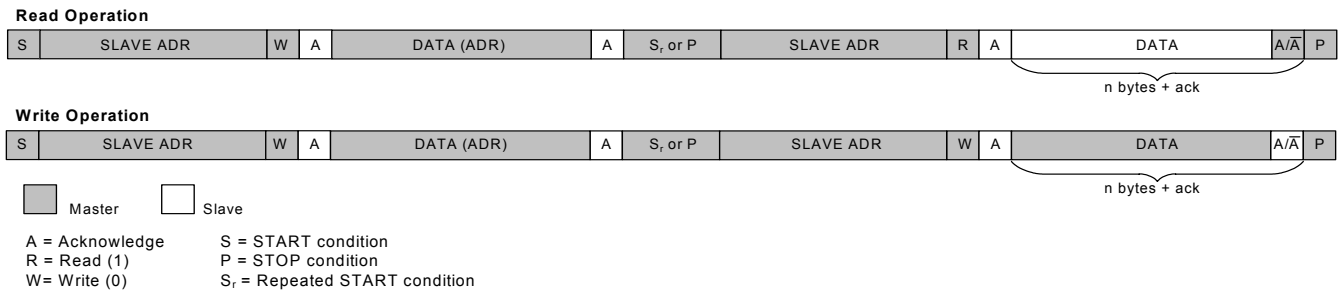 Read Operation
S SLAVE ADR W A DATA (ADR) A Sr or P SLAVE ADR R A DATA A/A̅ P
n bytes + ack
Write Operation
S SLAVE ADR W A DATA (ADR) A Sr or P SLAVE ADR W A DATA A/A̅ P
n bytes + ack
Master Slave
A = Acknowledge S = START condition
R = Read (1) P = STOP condition
W= Write (0) Sr = Repeated START condition